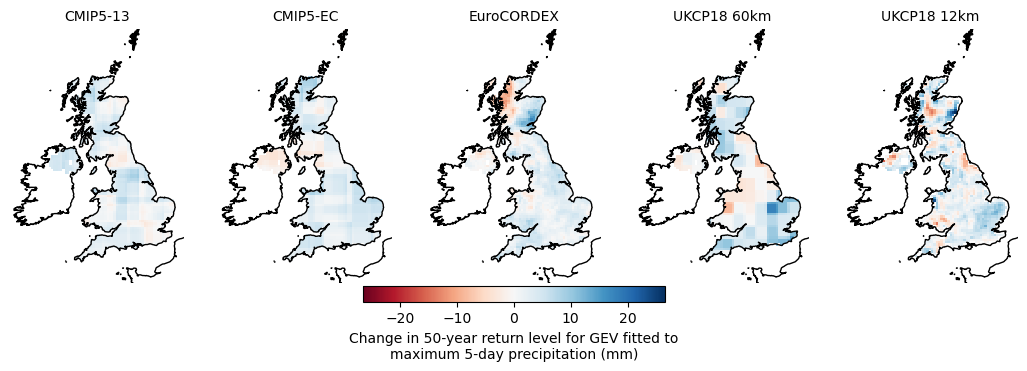 CMIP5-13 CMIP5-EC EuroCORDEX UKCP18 60km UKCP18 12km
−20 −10 0 10 20
Change in 50-year return level for GEV fitted to
maximum 5-day precipitation (mm)